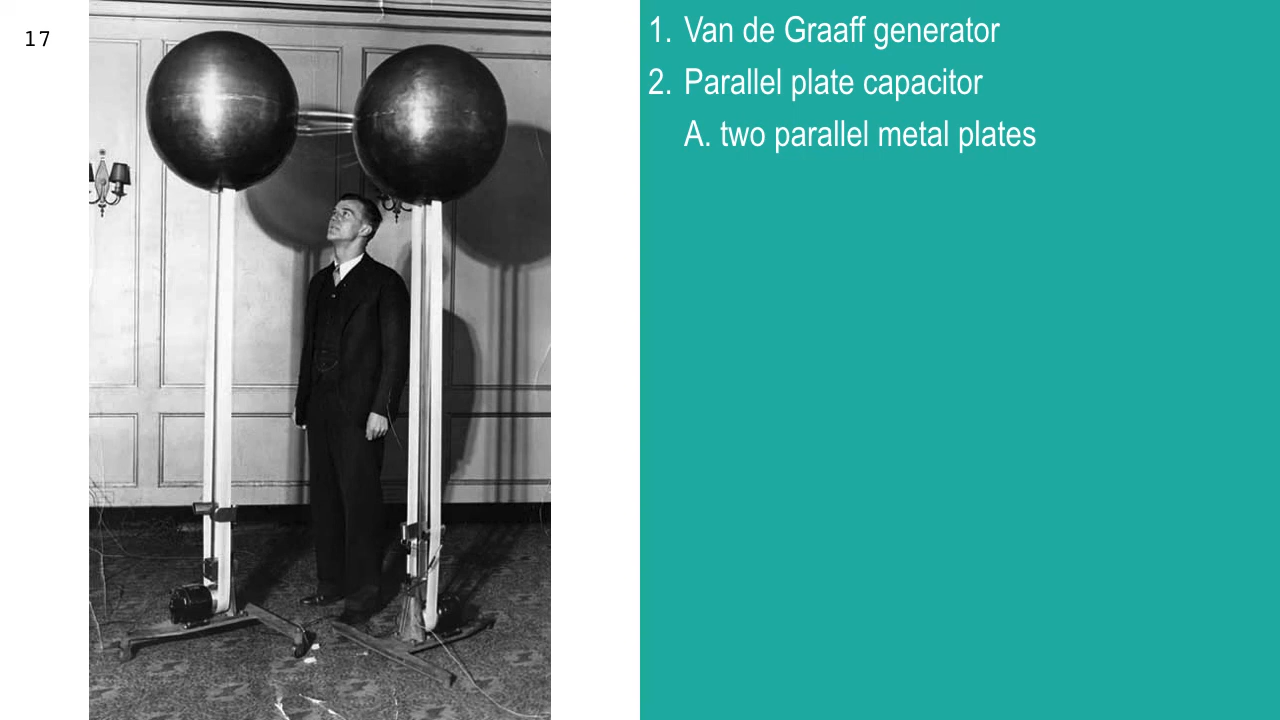 17
1. Van de Graaff generator
2. Parallel plate capacitor
A. two parallel metal plates